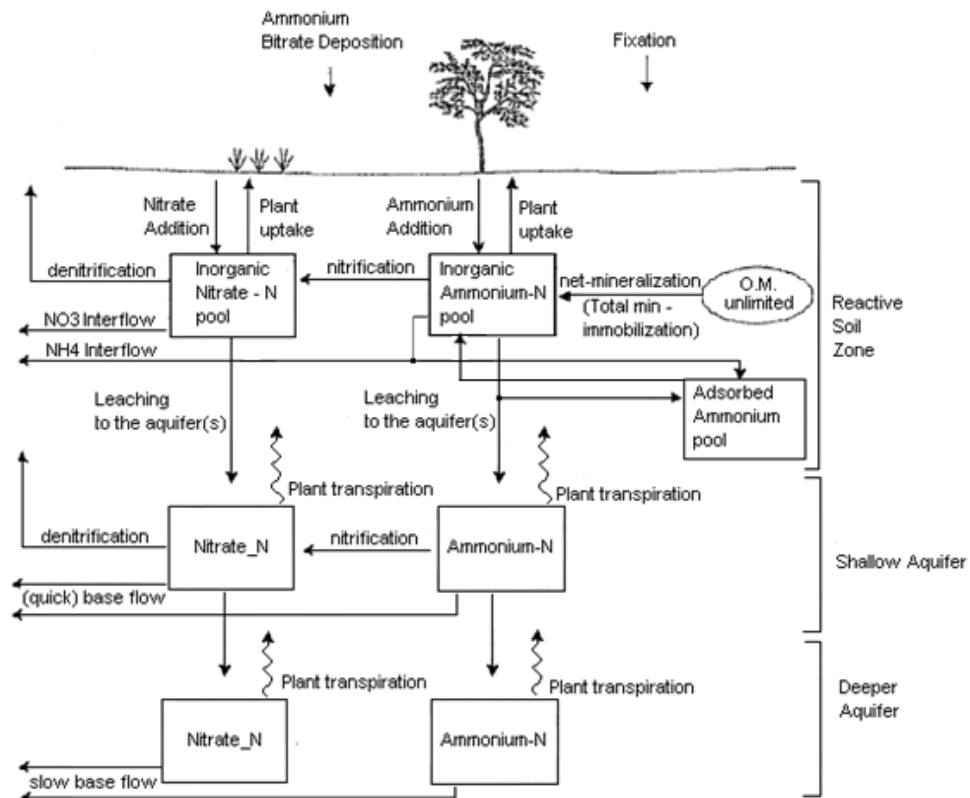 Ammonium
Bitrate Deposition
Fixation
Nitrate
Addition
Plant
uptake
Ammonium
Addition
Plant
uptake
denitrification
Inorganic
Nitrate - N
pool
nitrification
Inorganic
Ammonium-N
pool
net-mineralization
(Total min -
immobilization)
O.M.
unlimited
Reactive
Soil
Zone
NO3 Interflow
NH4 Interflow
Leaching
to the aquifer(s)
Leaching
to the aquifer(s)
Adsorbed
Ammonium
pool
Plant transpiration
Plant transpiration
denitrification
Nitrate_N
nitrification
Ammonium-N
Shallow Aquifer
(quick) base flow
Plant transpiration
Plant transpiration
Deeper
Aquifer
Nitrate_N
Ammonium-N
slow base flow